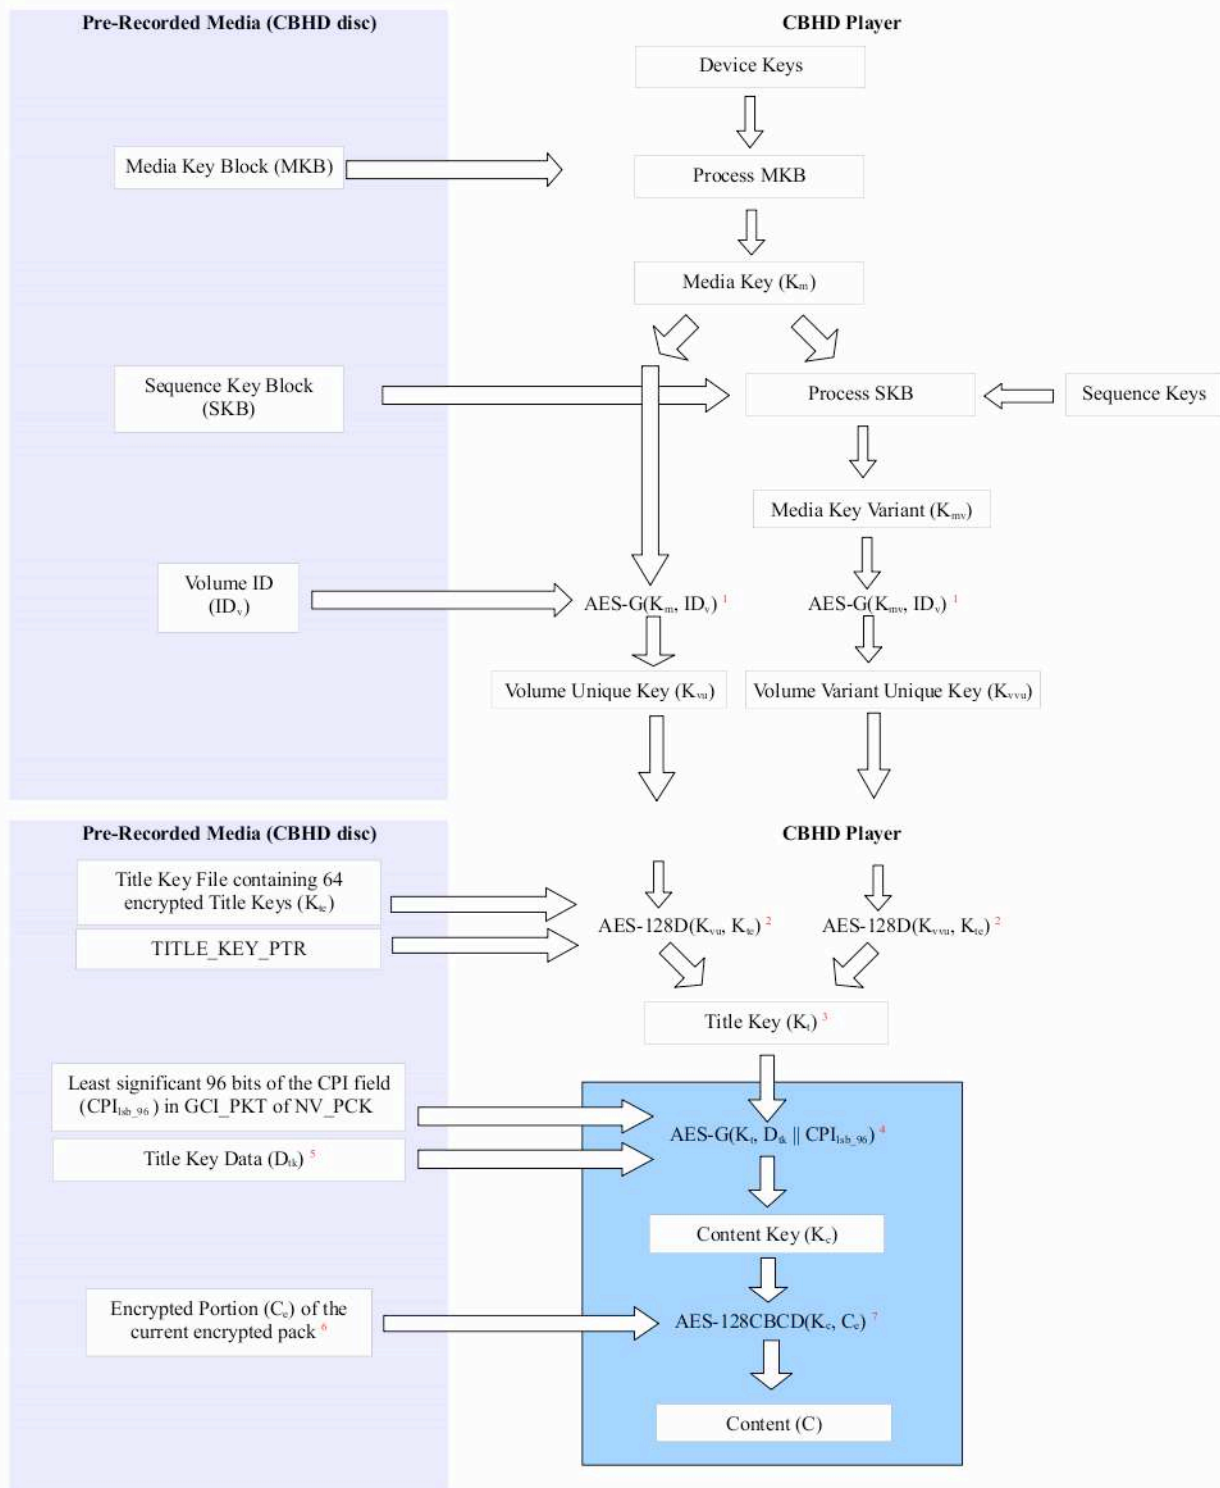 Pre-Recorded Media (CBHD disc)
CBHD Player
Device Keys
Media Key Block (MKB)
Process MKB
Media Key (Kₘ)
Sequence Key Block
(SKB)
Process SKB
Sequence Keys
Media Key Variant (Kₘᵥ)
Volume ID
(IDᵥ)
AES-G(Kₘ, IDᵥ) ¹
AES-G(Kₘᵥ, IDᵥ) ¹
Volume Unique Key (Kᵥᵤ)
Volume Variant Unique Key (Kᵥᵥᵤ)
Pre-Recorded Media (CBHD disc)
CBHD Player
Title Key File containing 64
encrypted Title Keys (Kₜₑ)
TITLE_KEY_PTR
AES-128D(Kᵥᵤ, Kₜₑ) ²
AES-128D(Kᵥᵥᵤ, Kₜₑ) ²
Title Key (Kₜ) ³
Least significant 96 bits of the CPI field
(CPIlsb_96) in GCI_PKT of NV_PCK
Title Key Data (Dₜₖ) ⁵
AES-G(Kₜ, Dₜₖ || CPIlsb_96) ⁴
Content Key (Kc)
Encrypted Portion (Cₑ) of the
current encrypted pack ⁶
AES-128CBCD(Kc, Cₑ) ⁷
Content (C)